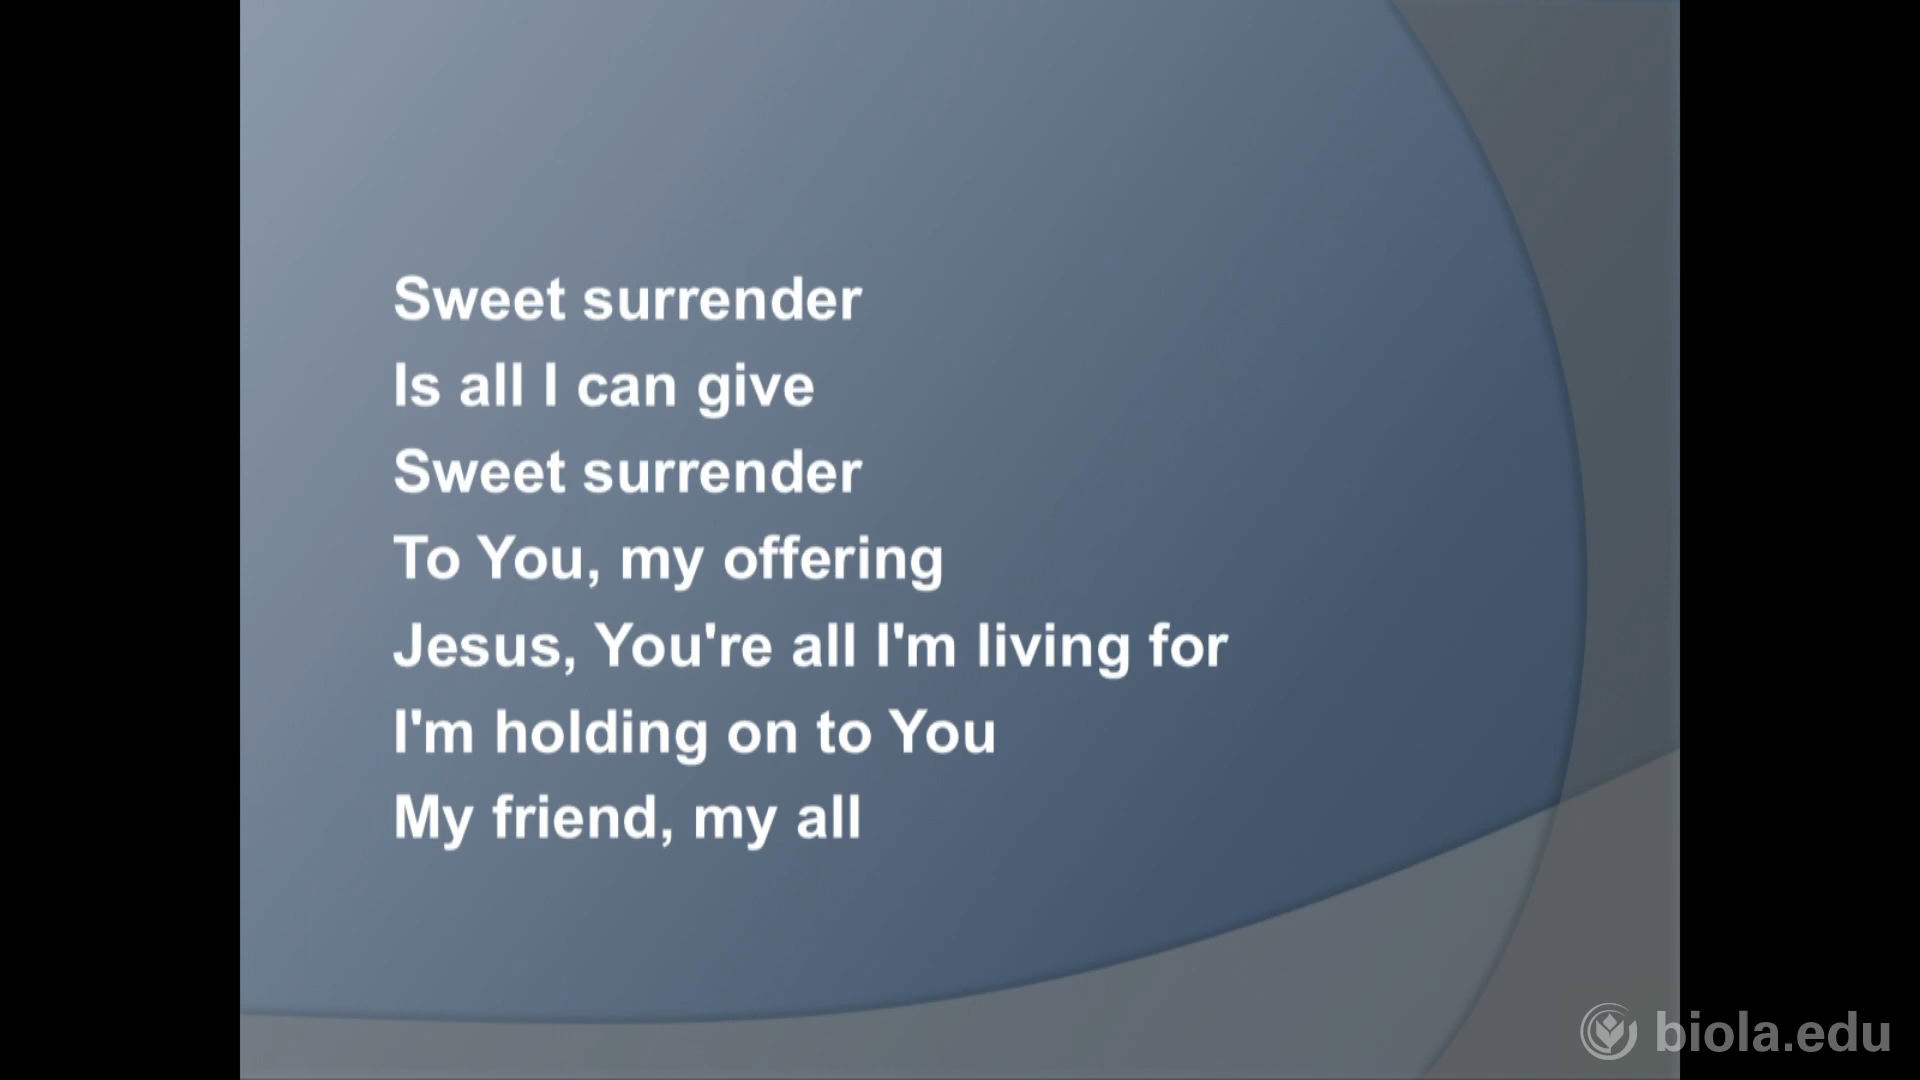 Sweet surrender
Is all I can give
Sweet surrender
To You, my offering
Jesus, You're all I'm living for
I'm holding on to You
My friend, my all
biola.edu